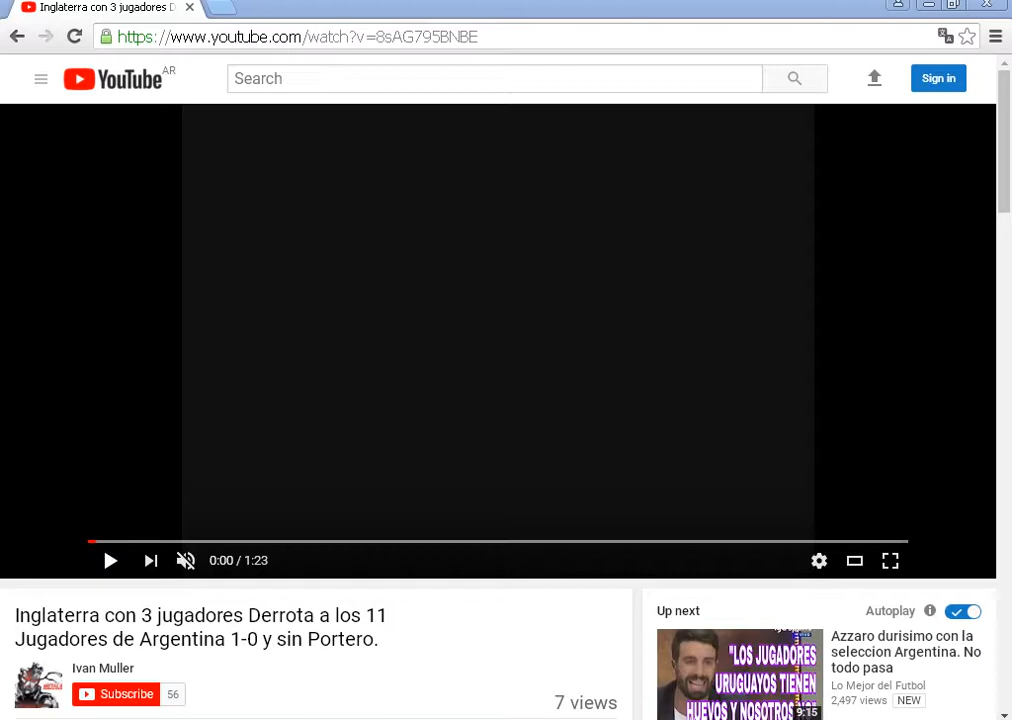 Inglaterra con 3 jugadores D
https://www.youtube.com/watch?v=8sAG795BNBE
YouTube AR
Search
Sign in
0:00 / 1:23
Inglaterra con 3 jugadores Derrota a los 11
Jugadores de Argentina 1-0 y sin Portero.
Ivan Muller
Subscribe 56
7 views
Up next
Autoplay
"LOS JUGADORES
URUGUAYOS TIENEN
HUEVOS Y NOSOTROS
9:15
Azzaro durisimo con la
seleccion Argentina. No
todo pasa
Lo Mejor del Futbol
2,497 views NEW